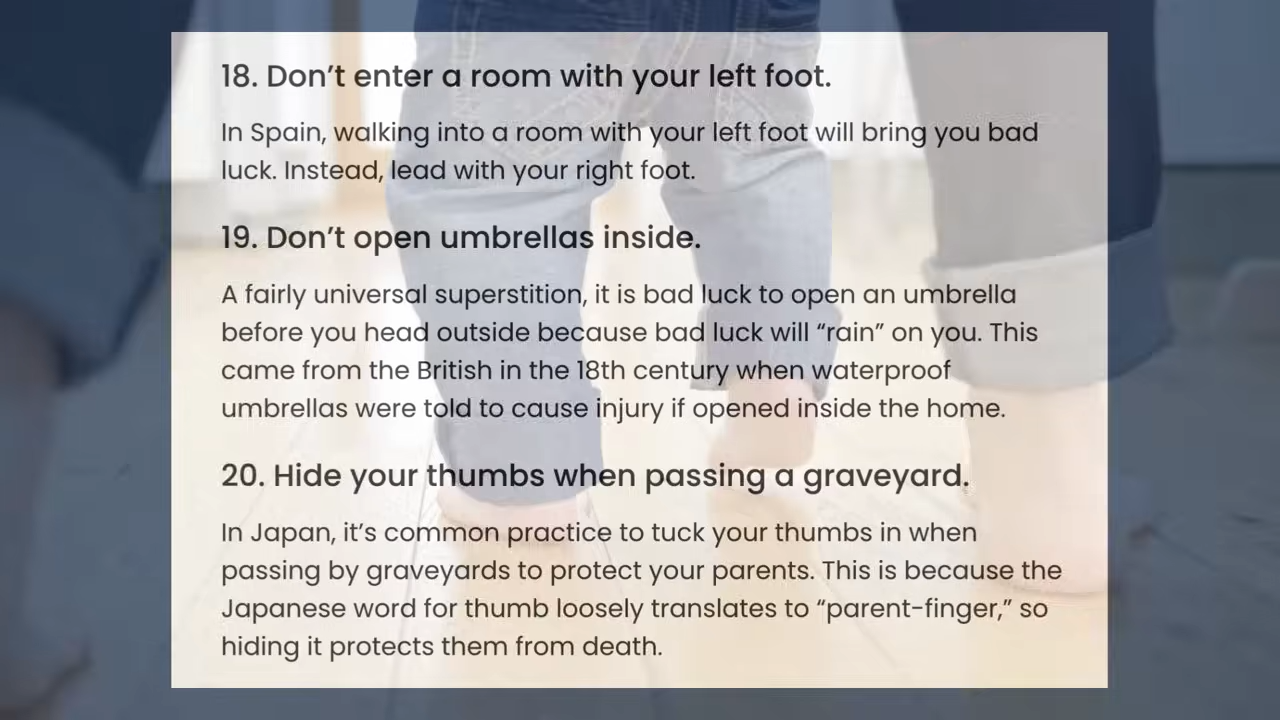 18. Don’t enter a room with your left foot.
In Spain, walking into a room with your left foot will bring you bad
luck. Instead, lead with your right foot.
19. Don’t open umbrellas inside.
A fairly universal superstition, it is bad luck to open an umbrella
before you head outside because bad luck will “rain” on you. This
came from the British in the 18th century when waterproof
umbrellas were told to cause injury if opened inside the home.
20. Hide your thumbs when passing a graveyard.
In Japan, it’s common practice to tuck your thumbs in when
passing by graveyards to protect your parents. This is because the
Japanese word for thumb loosely translates to “parent-finger,” so
hiding it protects them from death.